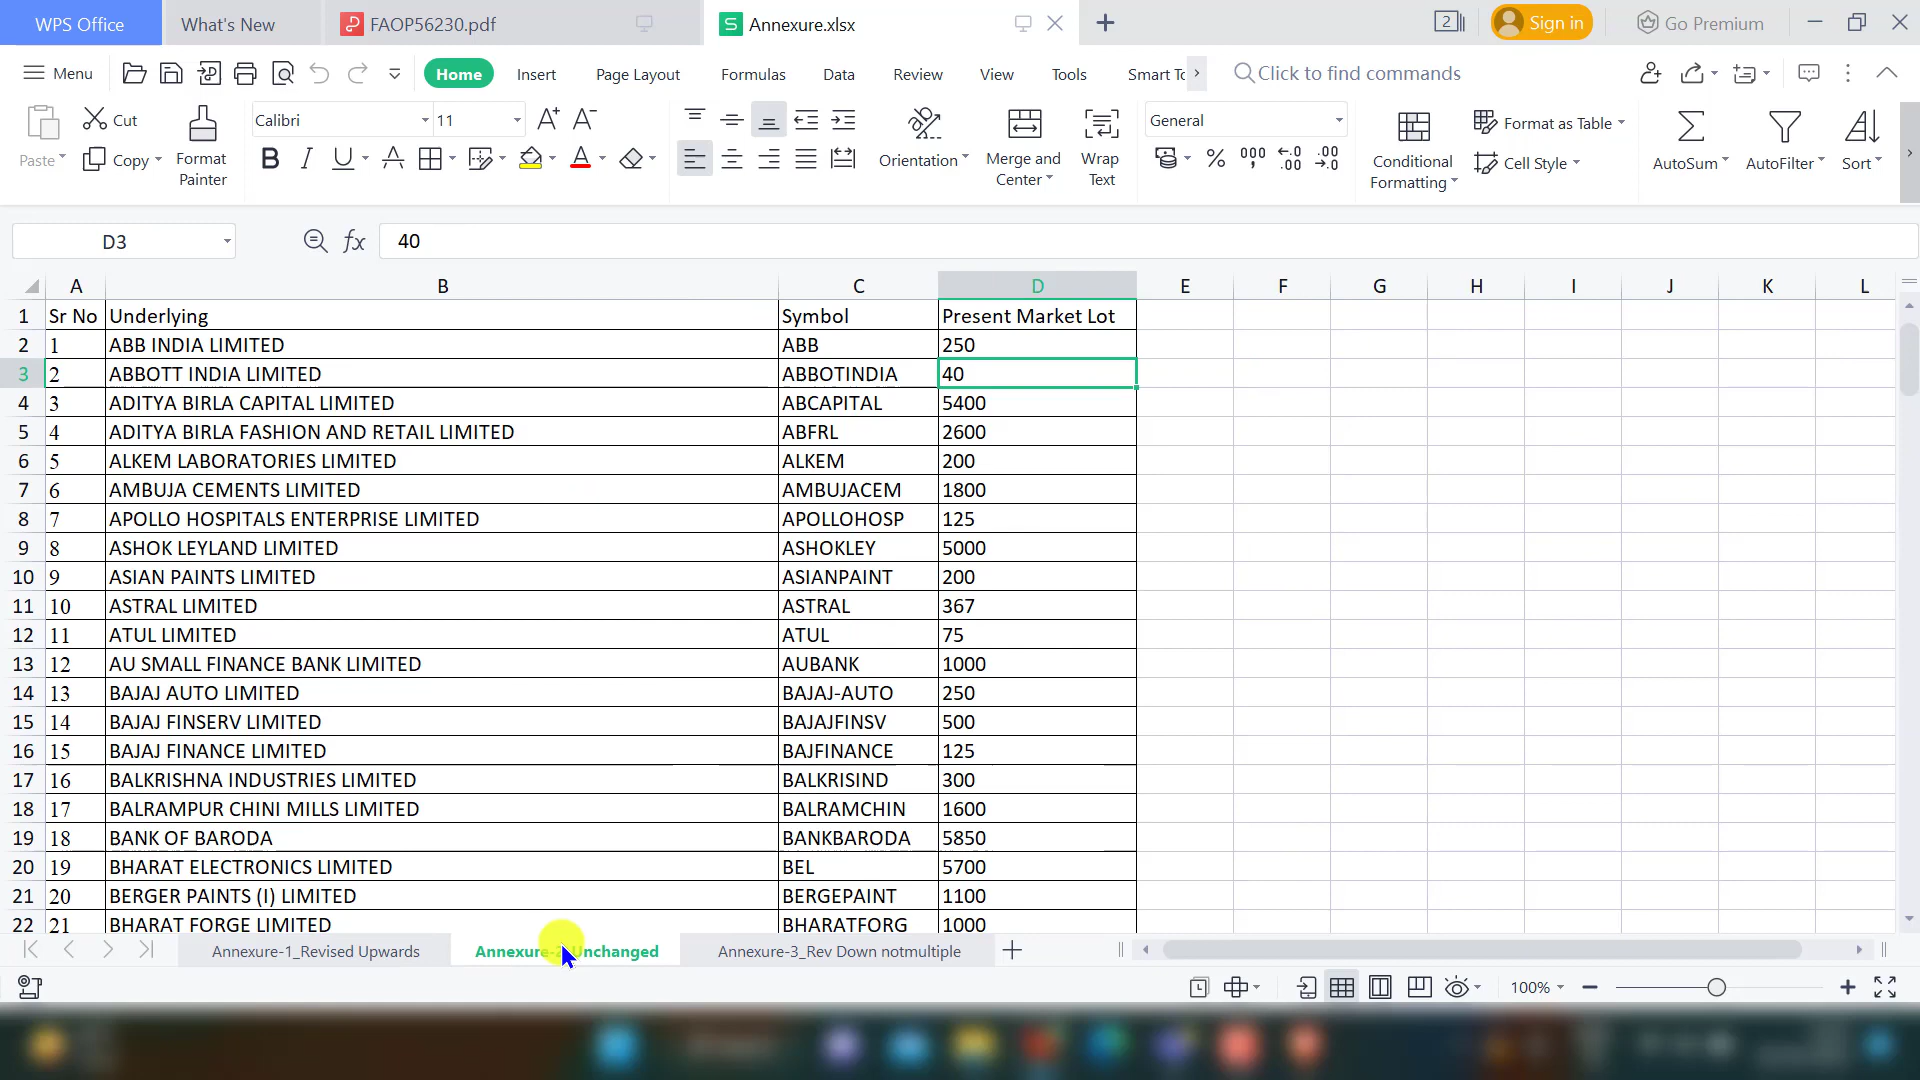 WPS Office What's New FAOP56230.pdf Annexure.xlsx 2 Sign in Go Premium
Menu Home Insert Page Layout Formulas Data Review View Tools Smart To Click to find commands
Paste Cut Copy Format Painter Calibri 11 Orientation Merge and Center Wrap Text General Conditional Formatting Format as Table Cell Style AutoSum AutoFilter Sort
D3 fx 40
A B C D E F G H I J K L
1 Sr No Underlying Symbol Present Market Lot
2 1 ABB INDIA LIMITED ABB 250
3 2 ABBOTT INDIA LIMITED ABBOTINDIA 40
4 3 ADITYA BIRLA CAPITAL LIMITED ABCAPITAL 5400
5 4 ADITYA BIRLA FASHION AND RETAIL LIMITED ABFRL 2600
6 5 ALKEM LABORATORIES LIMITED ALKEM 200
7 6 AMBUJA CEMENTS LIMITED AMBUJACEM 1800
8 7 APOLLO HOSPITALS ENTERPRISE LIMITED APOLLOHOSP 125
9 8 ASHOK LEYLAND LIMITED ASHOKLEY 5000
10 9 ASIAN PAINTS LIMITED ASIANPAINT 200
11 10 ASTRAL LIMITED ASTRAL 367
12 11 ATUL LIMITED ATUL 75
13 12 AU SMALL FINANCE BANK LIMITED AUBANK 1000
14 13 BAJAJ AUTO LIMITED BAJAJ-AUTO 250
15 14 BAJAJ FINSERV LIMITED BAJAJFINSV 500
16 15 BAJAJ FINANCE LIMITED BAJFINANCE 125
17 16 BALKRISHNA INDUSTRIES LIMITED BALKRISIND 300
18 17 BALRAMPUR CHINI MILLS LIMITED BALRAMCHIN 1600
19 18 BANK OF BARODA BANKBARODA 5850
20 19 BHARAT ELECTRONICS LIMITED BEL 5700
21 20 BERGER PAINTS (I) LIMITED BERGEPAINT 1100
22 21 BHARAT FORGE LIMITED BHARATFORG 1000
Annexure-1_Revised Upwards Annexure-2 Unchanged Annexure-3_Rev Down notmultiple
100%